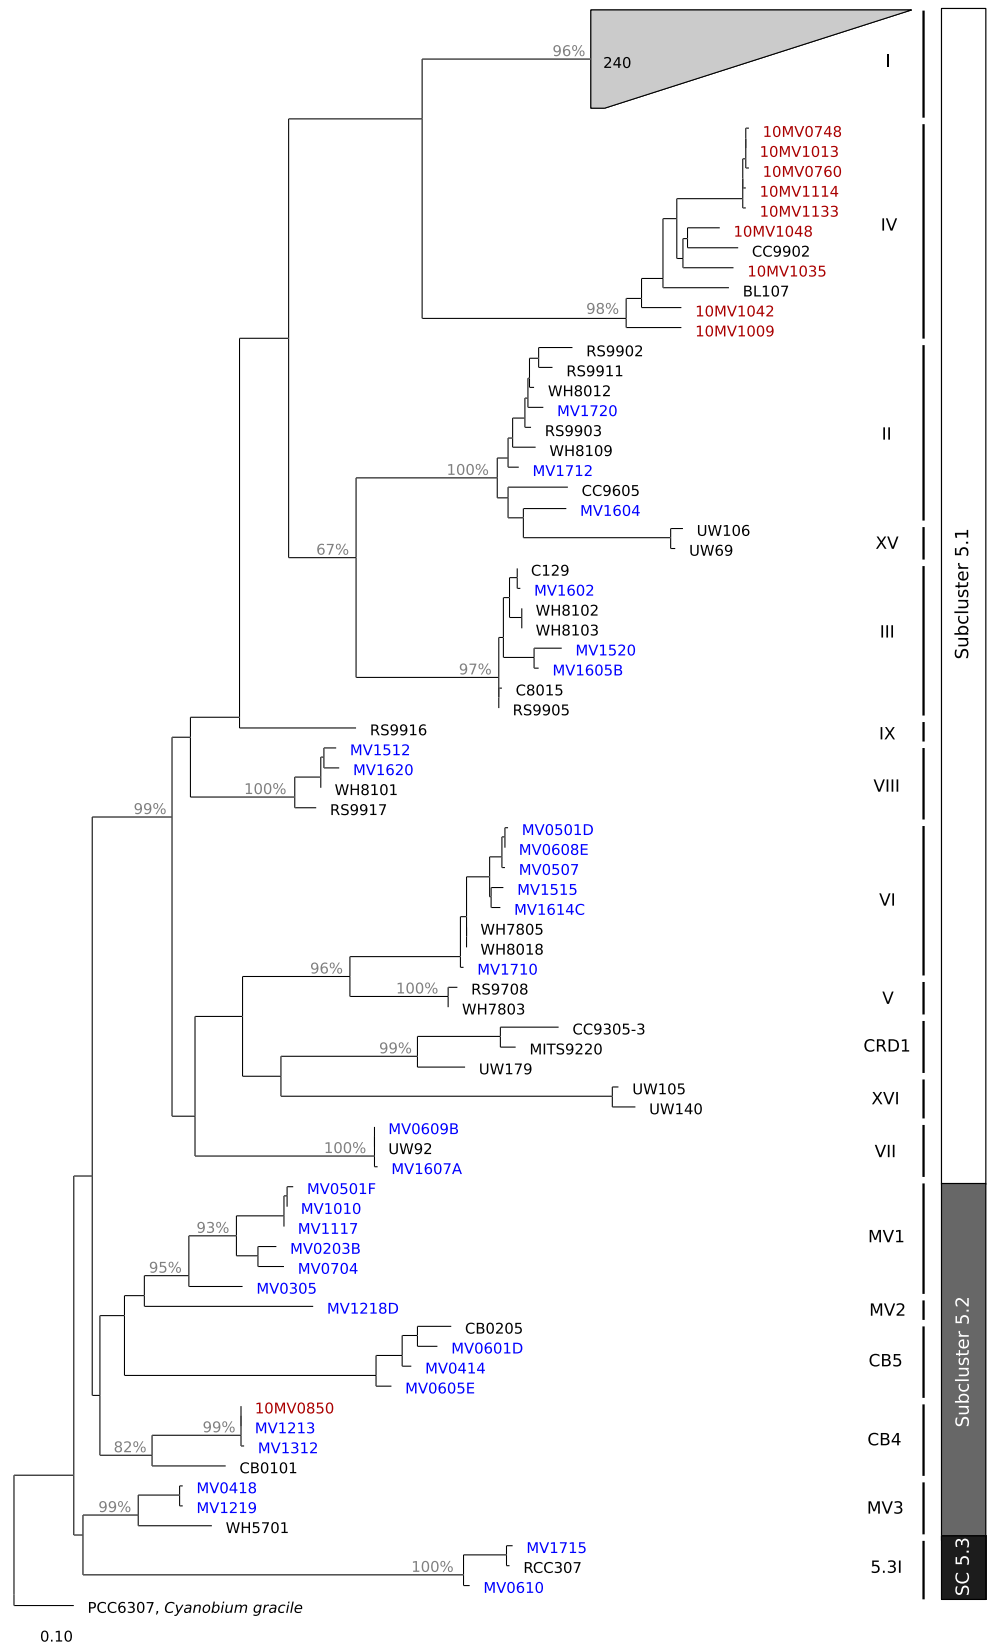 96%
240
I
10MV0748
10MV1013
10MV0760
10MV1114
10MV1133
IV
10MV1048
CC9902
10MV1035
BL107
98%
10MV1042
10MV1009
RS9902
RS9911
WH8012
MV1720
RS9903
II
WH8109
100%
MV1712
CC9605
MV1604
UW106
XV
67%
UW69
C129
MV1602
WH8102
WH8103
III
MV1520
97%
MV1605B
C8015
RS9905
RS9916
IX
MV1512
MV1620
100%
WH8101
VIII
99%
RS9917
MV0501D
MV0608E
MV0507
MV1515
VI
MV1614C
WH7805
WH8018
96%
MV1710
100%
RS9708
V
WH7803
CC9305-3
99%
MITS9220
CRD1
UW179
UW105
XVI
UW140
MV0609B
100%
UW92
VII
MV1607A
Subcluster 5.1
MV0501F
MV1010
93%
MV1117
MV1
MV0203B
95%
MV0704
MV0305
MV1218D
MV2
CB0205
MV0601D
CB5
MV0414
MV0605E
10MV0850
99%
MV1213
CB4
82%
MV1312
CB0101
MV0418
99%
MV1219
MV3
WH5701
Subcluster 5.2
MV1715
100%
RCC307
5.3I
MV0610
SC 5.3
PCC6307, Cyanobium gracile
0.10